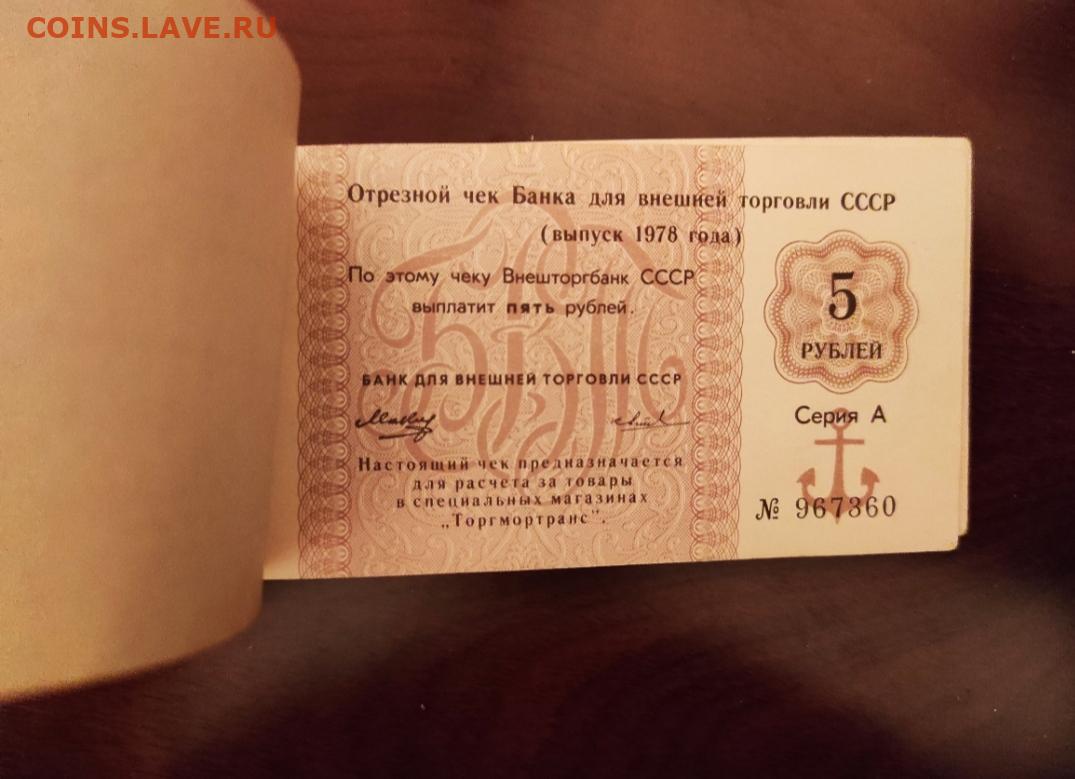 COINS.LAVE.RU
Отрезной чек Банка для внешней торговли СССР
(выпуск 1978 года)
По этому чеку Внешторгбанк СССР
выплатит пять рублей.
БАНК ДЛЯ ВНЕШНЕЙ ТОРГОВЛИ СССР
Настоящий чек предназначается
для расчета за товары
в специальных магазинах
„Торгмортранс".
5
РУБЛЕЙ
Серия А
№ 967360